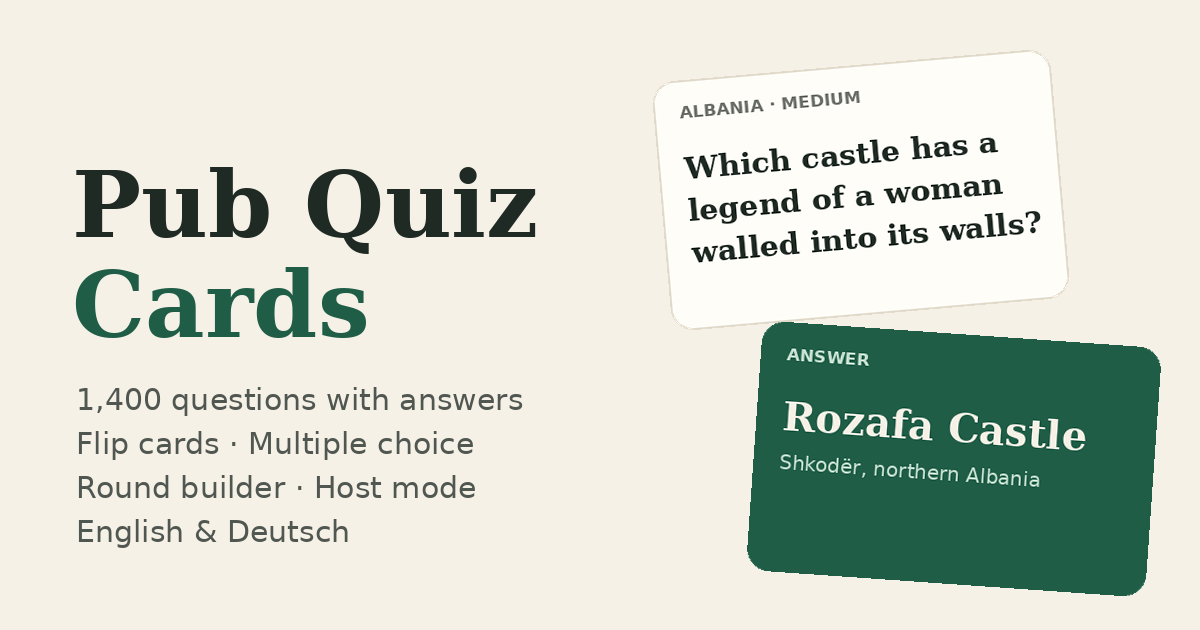 Pub Quiz
Cards
1,400 questions with answers
Flip cards · Multiple choice
Round builder · Host mode
English & Deutsch
ALBANIA · MEDIUM
Which castle has a
legend of a woman
walled into its walls?
ANSWER
Rozafa Castle
Shkodër, northern Albania